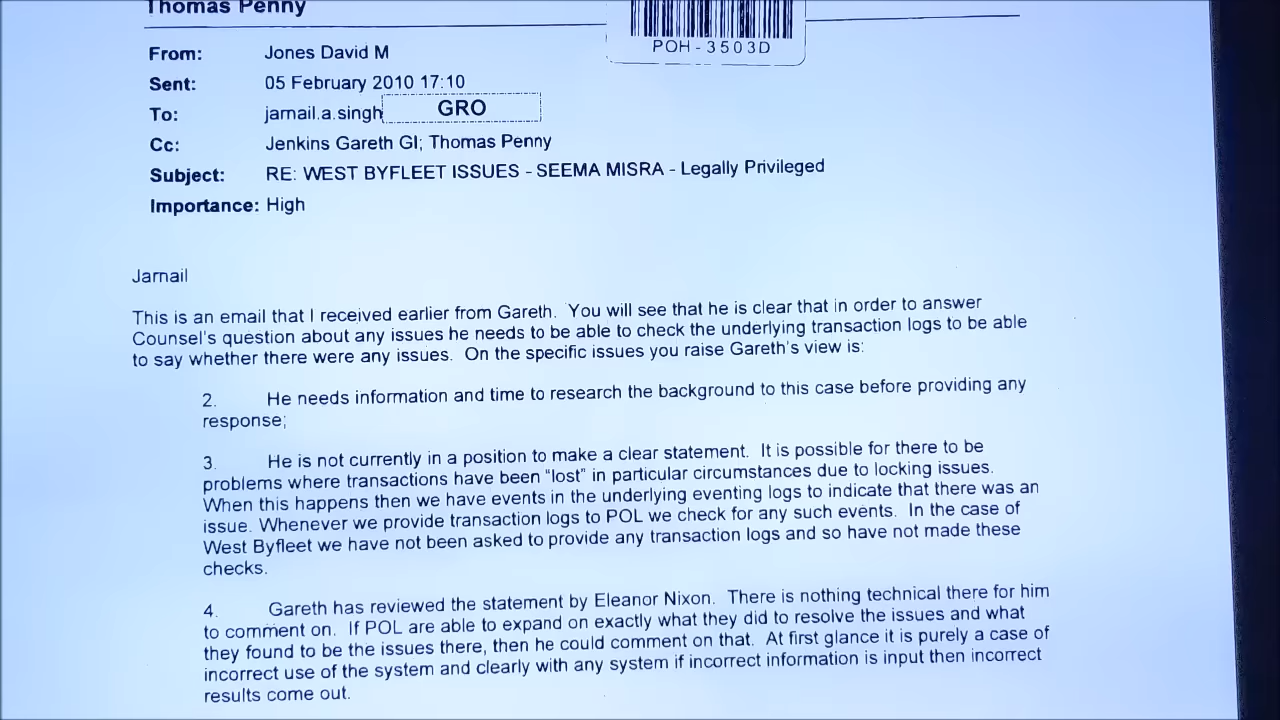 Thomas Penny
POH-3503D
From: Jones David M
Sent: 05 February 2010 17:10
To: jarnail.a.singh GRO
Cc: Jenkins Gareth GI; Thomas Penny
Subject: RE: WEST BYFLEET ISSUES - SEEMA MISRA - Legally Privileged
Importance: High
Jarnail
This is an email that I received earlier from Gareth. You will see that he is clear that in order to answer
Counsel's question about any issues he needs to be able to check the underlying transaction logs to be able
to say whether there were any issues. On the specific issues you raise Gareth's view is:
2. He needs information and time to research the background to this case before providing any
response;
3. He is not currently in a position to make a clear statement. It is possible for there to be
problems where transactions have been "lost" in particular circumstances due to locking issues.
When this happens then we have events in the underlying eventing logs to indicate that there was an
issue. Whenever we provide transaction logs to POL we check for any such events. In the case of
West Byfleet we have not been asked to provide any transaction logs and so have not made these
checks.
4. Gareth has reviewed the statement by Eleanor Nixon. There is nothing technical there for him
to comment on. If POL are able to expand on exactly what they did to resolve the issues and what
they found to be the issues there, then he could comment on that. At first glance it is purely a case of
incorrect use of the system and clearly with any system if incorrect information is input then incorrect
results come out.